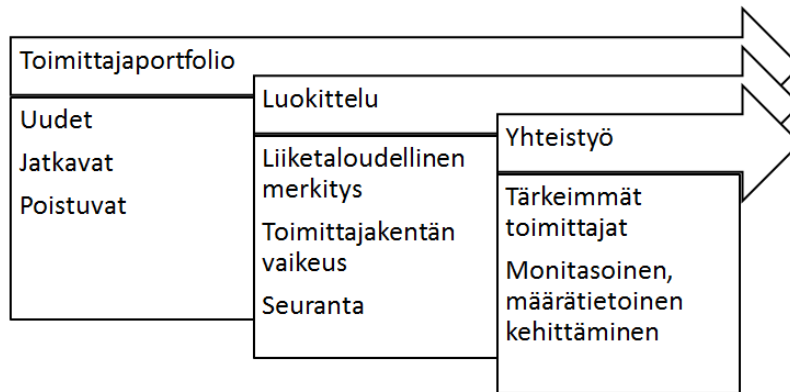 Toimittajaportfolio
Uudet
Jatkavat
Poistuvat
Luokittelu
Liiketaloudellinen
merkitys
Toimittajakentän
vaikeus
Seuranta
Yhteistyö
Tärkeimmät
toimittajat
Monitasoinen,
määrätietoinen
kehittäminen